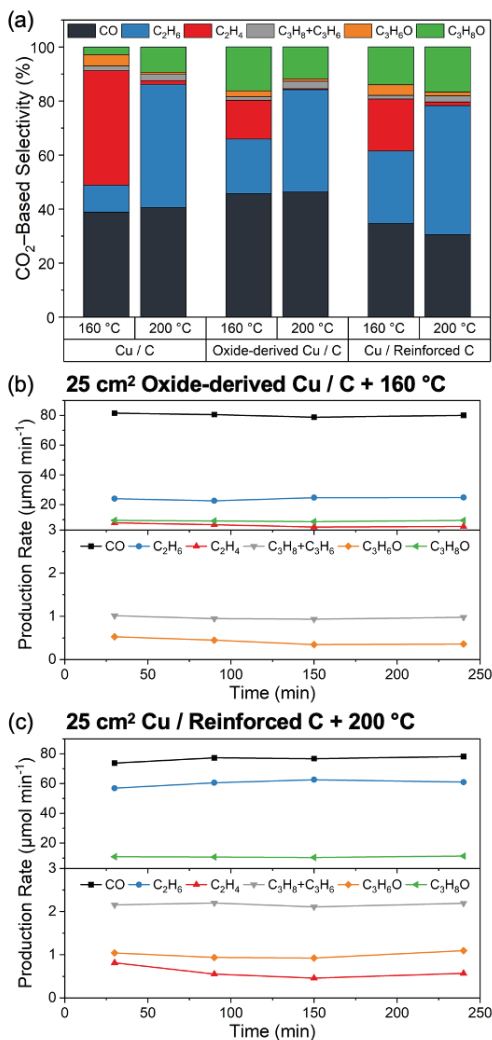 (a)
CO C₂H₆ C₂H₄ C₃H₈+C₃H₆ C₃H₆O C₃H₈O
CO₂–Based Selectivity (%)
100
80
60
40
20
0
160 °C 200 °C 160 °C 200 °C 160 °C 200 °C
Cu / C Oxide-derived Cu / C Cu / Reinforced C
(b) 25 cm² Oxide-derived Cu / C + 160 °C
Production Rate (μmol min⁻¹)
80
60
40
20
3
CO C₂H₆ C₂H₄ C₃H₈+C₃H₆ C₃H₆O C₃H₈O
2
1
0
0 50 100 150 200 250
Time (min)
(c) 25 cm² Cu / Reinforced C + 200 °C
Production Rate (μmol min⁻¹)
80
60
40
20
3
CO C₂H₆ C₂H₄ C₃H₈+C₃H₆ C₃H₆O C₃H₈O
2
1
0
0 50 100 150 200 250
Time (min)